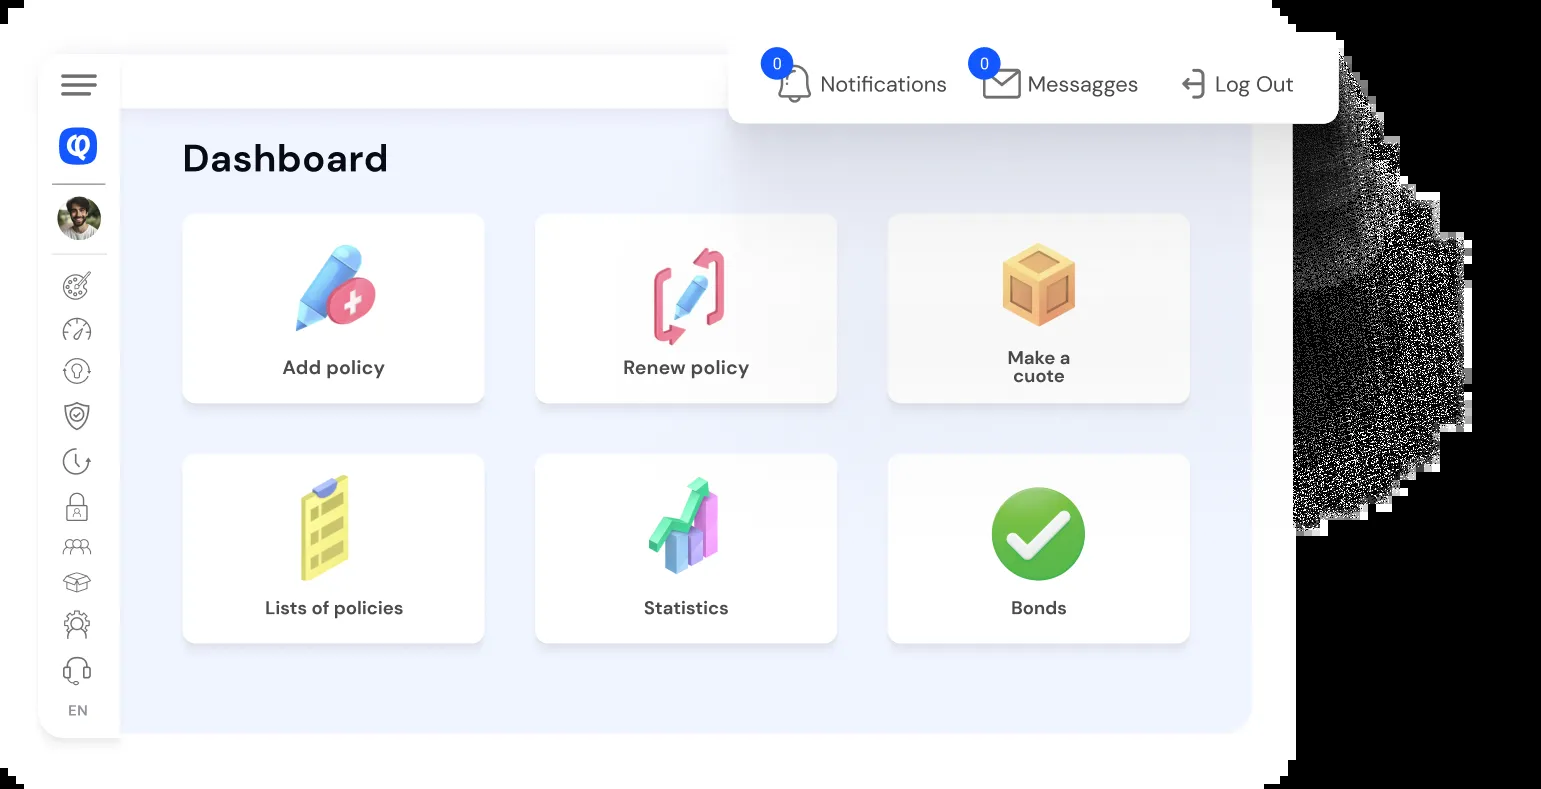 0
Notifications
0
Messagges
Log Out
Dashboard
Add policy
Renew policy
Make a
cuote
Lists of policies
Statistics
Bonds
EN